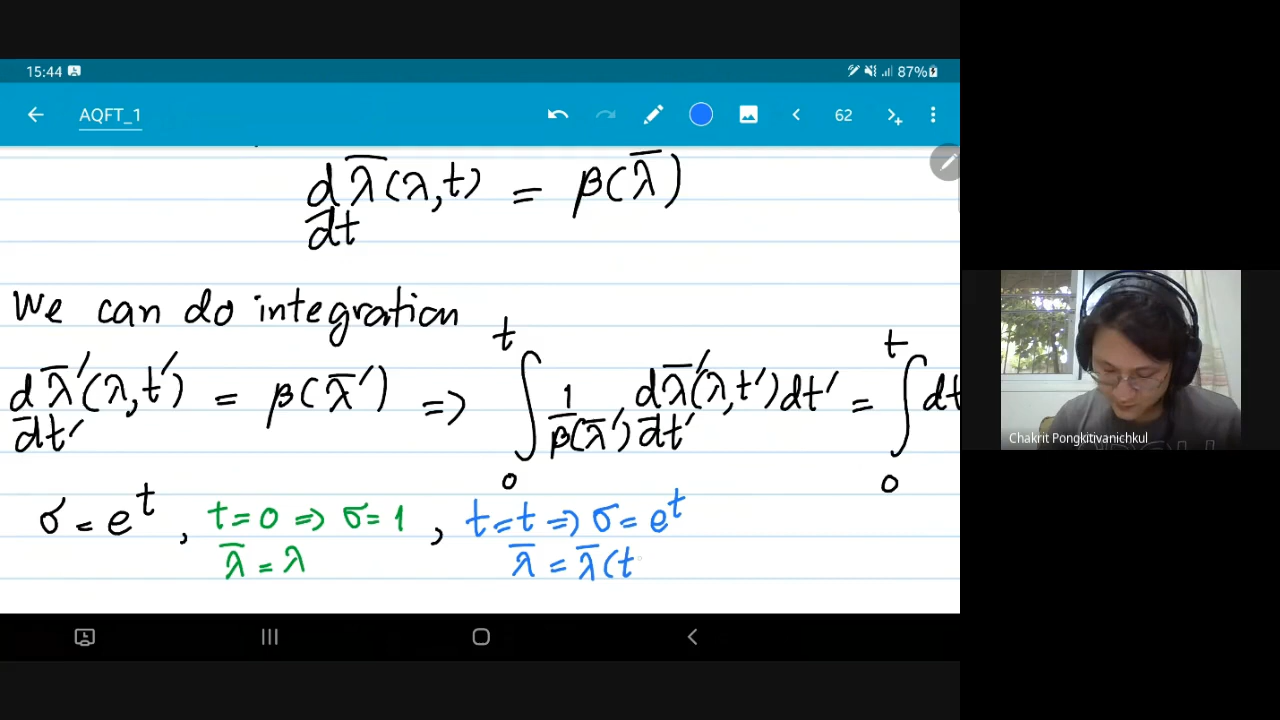 15:44 87%
AQFT_1 62
dλ̅(λ,t)/dt = β(λ̅)
We can do integration
dλ̅'(λ,t')/dt' = β(λ̅') => ∫₀ᵗ 1/β(λ̅') dλ̅'(λ,t')/dt' dt' = ∫₀ᵗ dt
σ = eᵗ, t=0 => σ=1, t=t => σ=eᵗ
λ̅ = λ λ̅ = λ̅(t
Chakrit Pongkitivanichkul